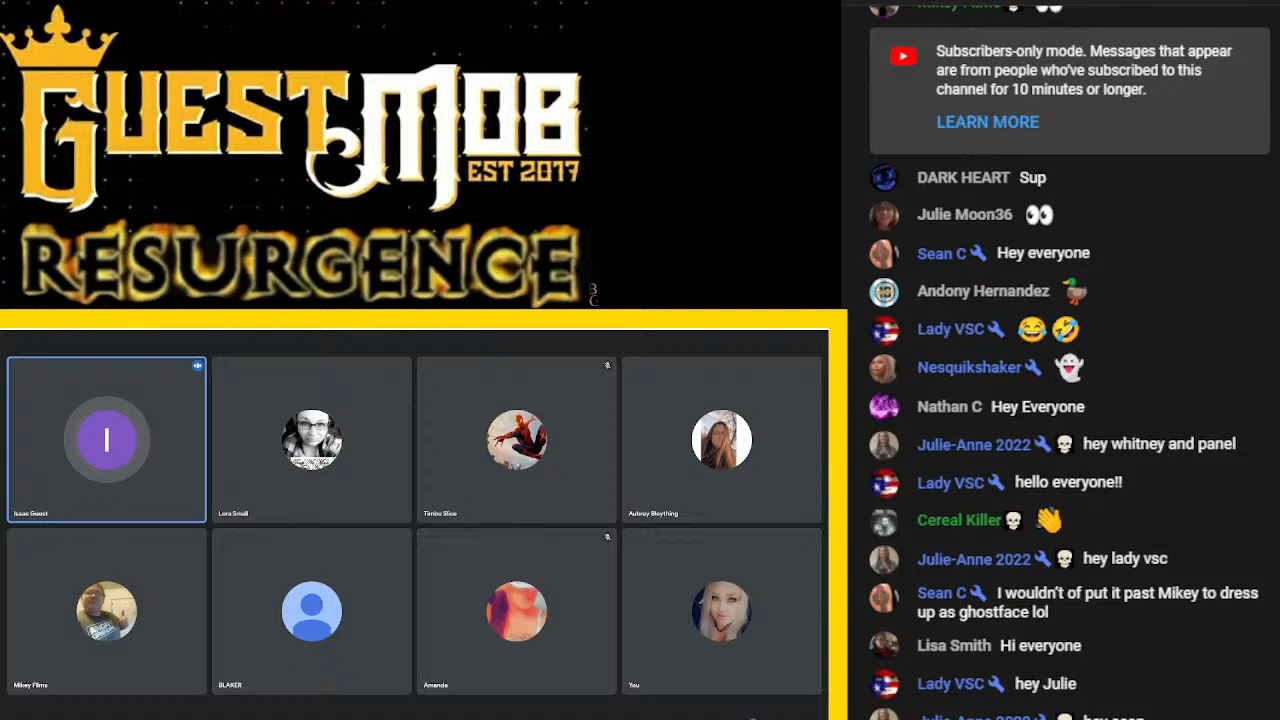 GUESTMOB
EST 2017
RESURGENCE
B
G
I
Isaac Guest
Lora Small
Timbo Slice
Aubrey Bleything
Mikey Films
BLAKER
Amanda
You
Subscribers-only mode. Messages that appear
are from people who've subscribed to this
channel for 10 minutes or longer.
LEARN MORE
DARK HEART Sup
Julie Moon36 👀
Sean C Hey everyone
Andony Hernandez 🦆
Lady VSC 😂🤣
Nesquikshaker 👻
Nathan C Hey Everyone
Julie-Anne 2022 💀 hey whitney and panel
Lady VSC hello everyone!!
Cereal Killer 💀 👋
Julie-Anne 2022 💀 hey lady vsc
Sean C I wouldn't of put it past Mikey to dress
up as ghostface lol
Lisa Smith Hi everyone
Lady VSC hey Julie